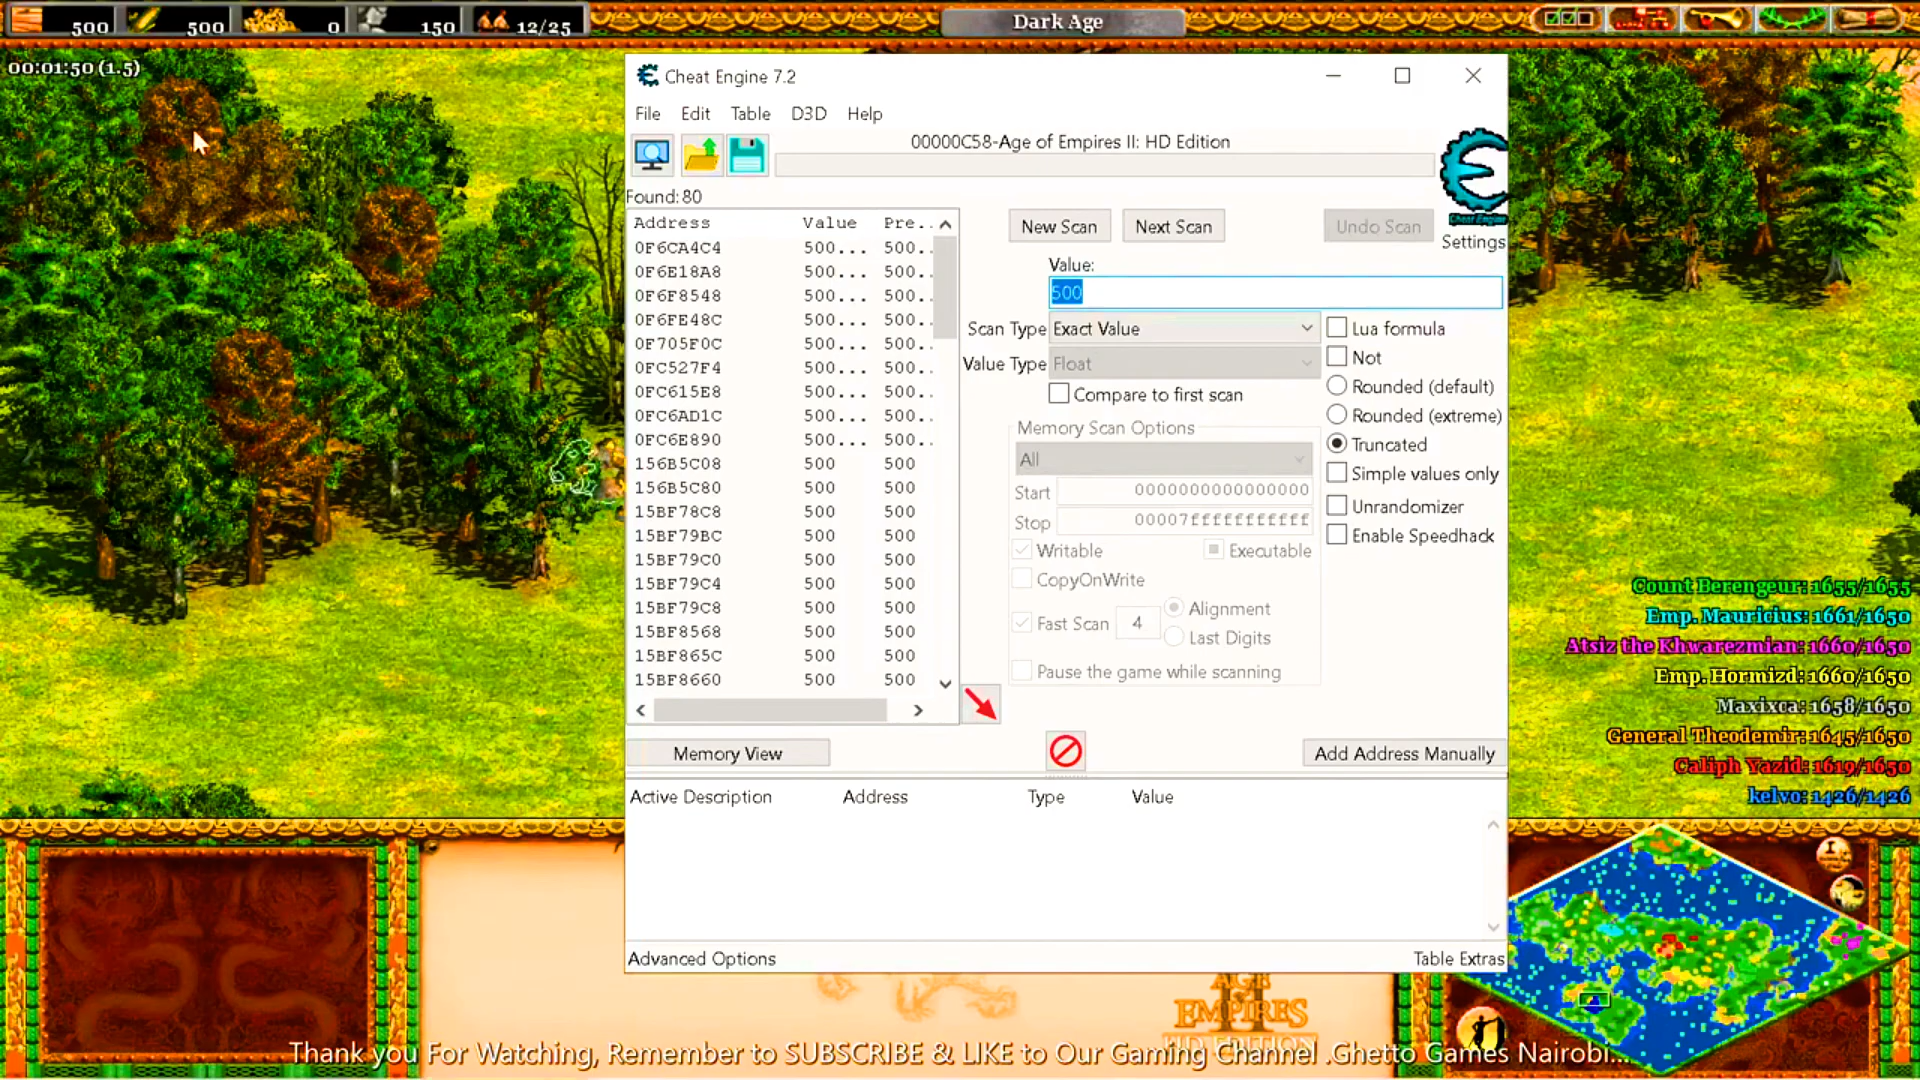 500 500 0 150 12/25
Dark Age
00:01:50 (1.5)
Cheat Engine 7.2
File Edit Table D3D Help
00000C58-Age of Empires II: HD Edition
Found: 80
Address Value Pre..
0F6CA4C4 500... 500..
0F6E18A8 500... 500..
0F6F8548 500... 500..
0F6FE48C 500... 500..
0F705F0C 500... 500..
0FC527F4 500... 500..
0FC615E8 500... 500..
0FC6AD1C 500... 500..
0FC6E890 500... 500..
156B5C08 500 500
156B5C80 500 500
15BF78C8 500 500
15BF79BC 500 500
15BF79C0 500 500
15BF79C4 500 500
15BF79C8 500 500
15BF8568 500 500
15BF865C 500 500
15BF8660 500 500
New Scan Next Scan Undo Scan
Cheat Engine
Settings
Value:
500
Scan Type Exact Value
Value Type Float
Compare to first scan
Lua formula
Not
Rounded (default)
Rounded (extreme)
Truncated
Simple values only
Unrandomizer
Enable Speedhack
Memory Scan Options
All
Start 0000000000000000
Stop 00007fffffffffff
Writable Executable
CopyOnWrite
Fast Scan 4 Alignment
Last Digits
Pause the game while scanning
Memory View Add Address Manually
Active Description Address Type Value
Advanced Options Table Extras
Count Berengeur: 1655/1655
Emp. Mauricius: 1661/1650
Atsiz the Khwarezmian: 1660/1650
Emp. Hormizd: 1660/1650
Maxixca: 1658/1650
General Theodemir: 1645/1650
Caliph Yazid: 1619/1650
kelvo: 1426/1426
AGE OF
EMPIRES
II
HD EDITION
Thank you For Watching, Remember to SUBSCRIBE & LIKE to Our Gaming Channel .Ghetto Games Nairobi...